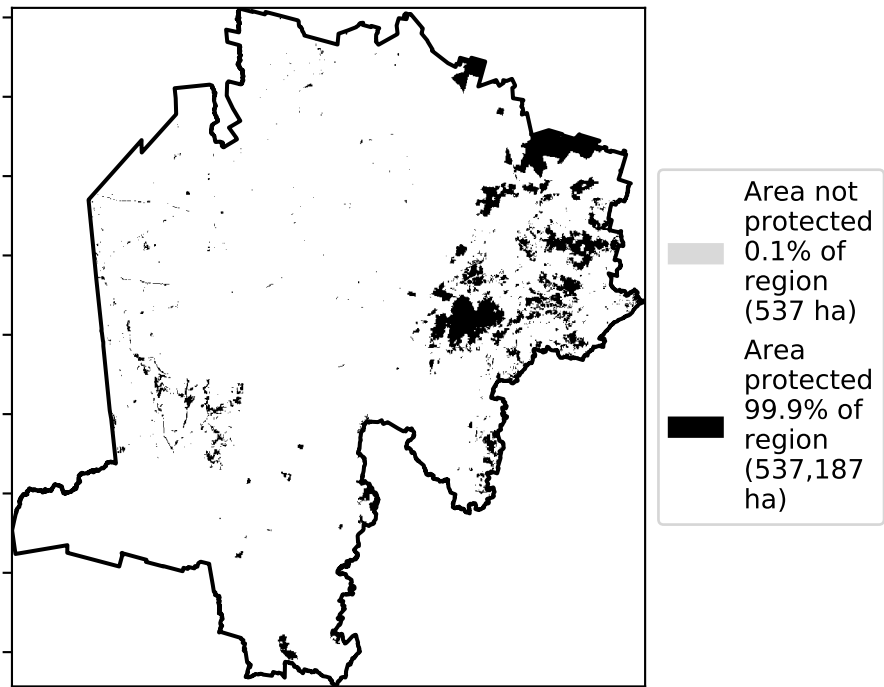 Area not
protected
0.1% of
region
(537 ha)
Area
protected
99.9% of
region
(537,187
ha)